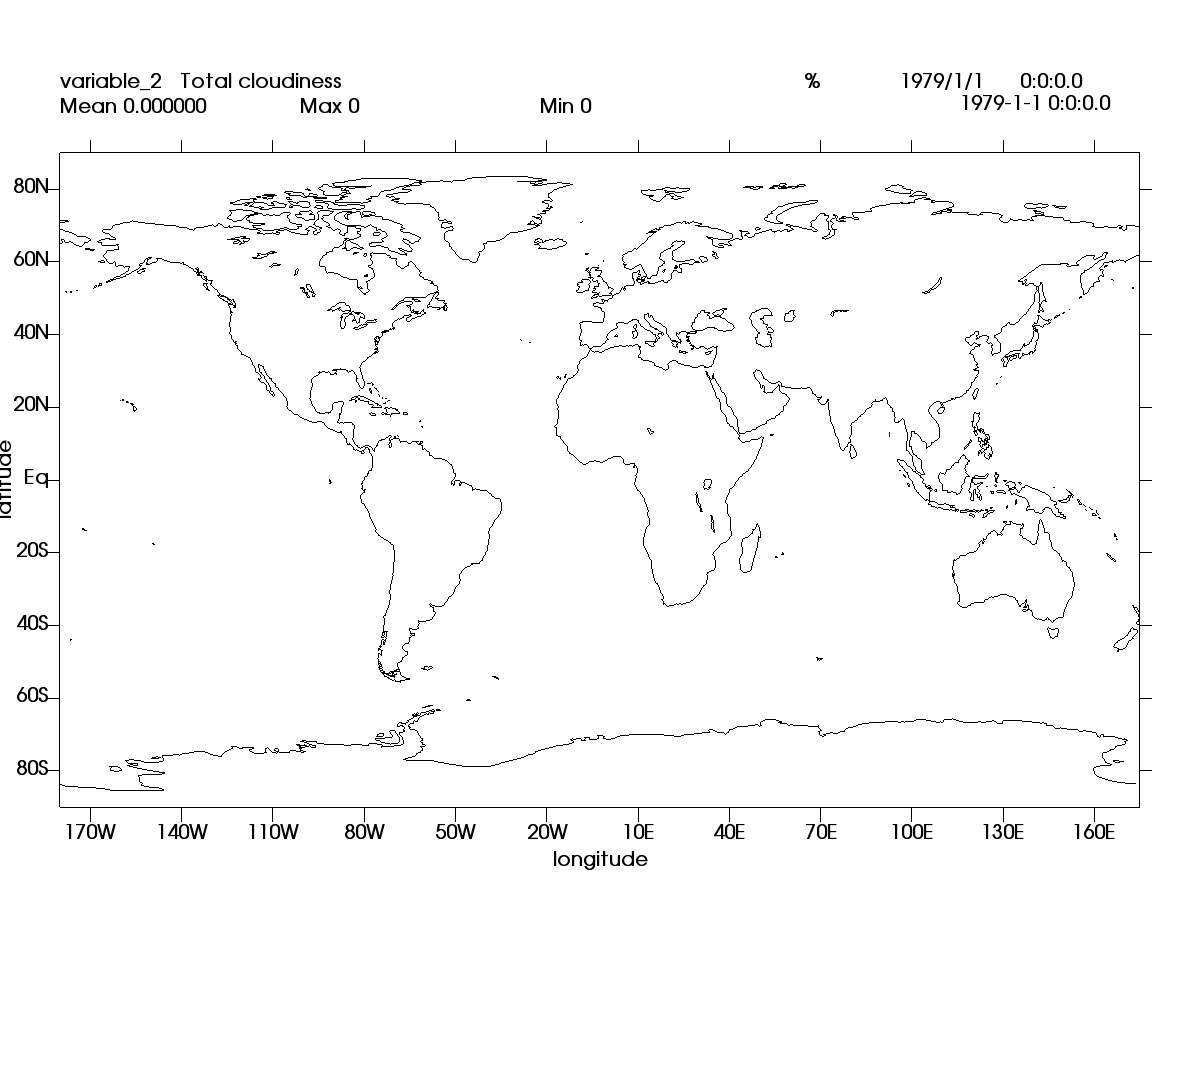 variable_2 Total cloudiness % 1979/1/1 0:0:0.0
Mean 0.000000 Max 0 Min 0 1979-1-1 0:0:0.0
80N
60N
40N
20N
Eq
latitude
20S
40S
60S
80S
170W 140W 110W 80W 50W 20W 10E 40E 70E 100E 130E 160E
longitude